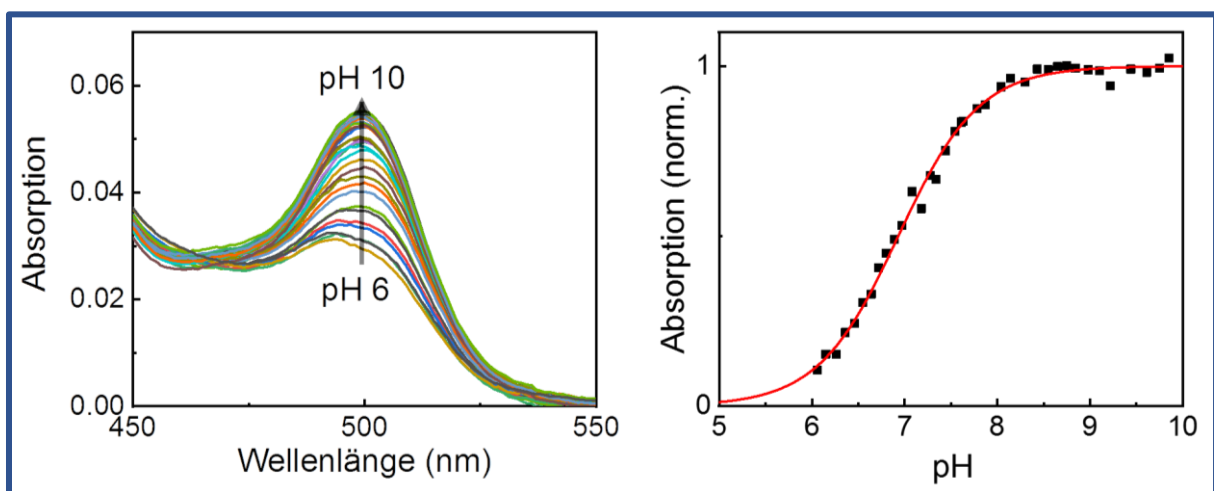 0.06
0.04
0.02
0.00
Absorption
pH 10
pH 6
450
500
550
Wellenlänge (nm)
1
0
Absorption (norm.)
5
6
7
8
9
10
pH